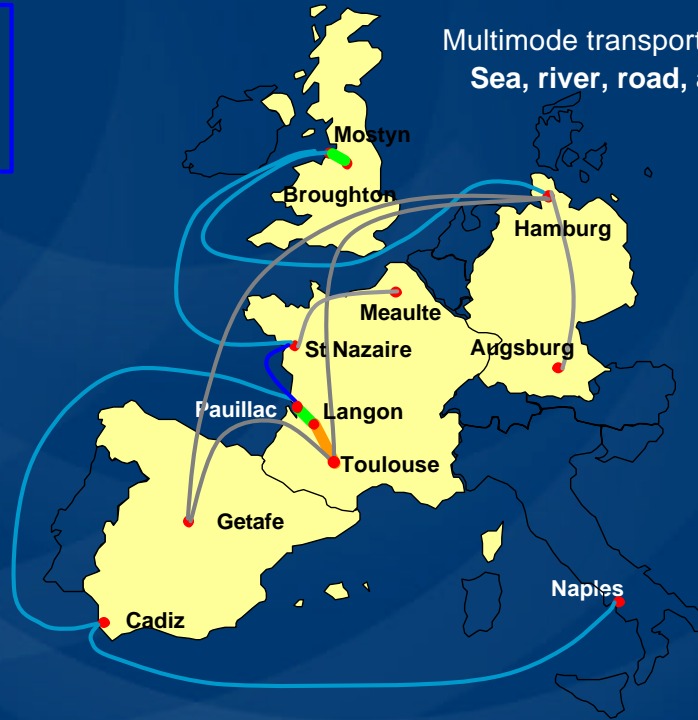 Multimode transport
Sea, river, road,
Mostyn
Broughton
Hamburg
Meaulte
St Nazaire
Augsburg
Pauillac
Langon
Toulouse
Getafe
Naples
Cadiz